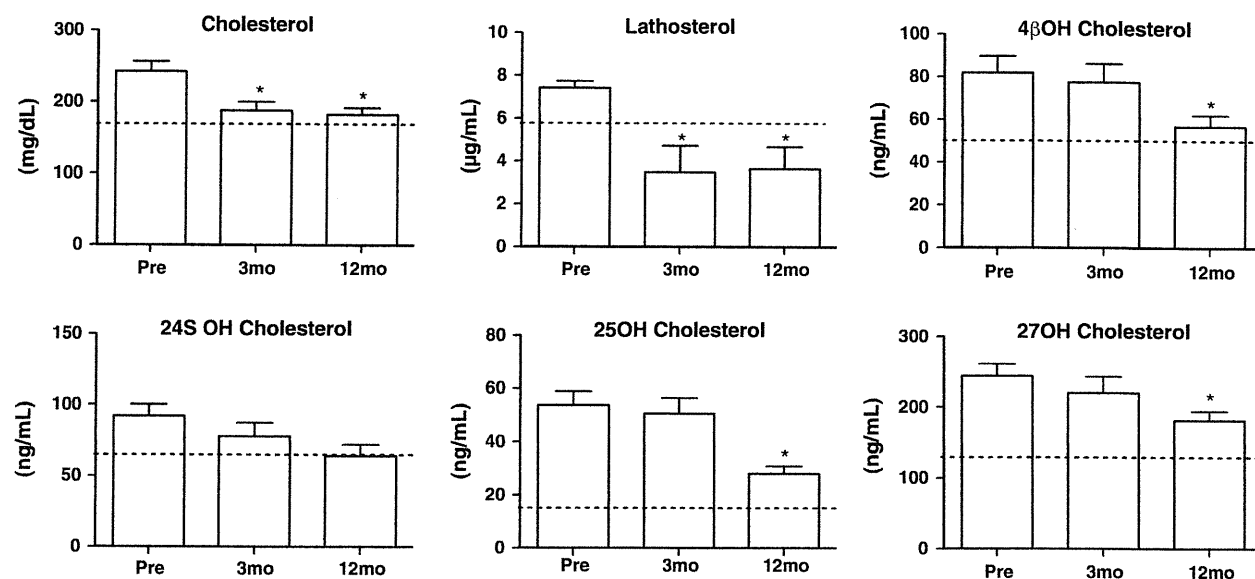 Cholesterol
300
200
100
0
(mg/dL)
*
*
Pre 3mo 12mo
Lathosterol
10
8
6
4
2
0
(µg/mL)
*
*
Pre 3mo 12mo
4βOH Cholesterol
100
80
60
40
20
0
(ng/mL)
*
Pre 3mo 12mo
24S OH Cholesterol
150
100
50
0
(ng/mL)
Pre 3mo 12mo
25OH Cholesterol
80
60
40
20
0
(ng/mL)
*
Pre 3mo 12mo
27OH Cholesterol
300
200
100
0
(ng/mL)
*
Pre 3mo 12mo